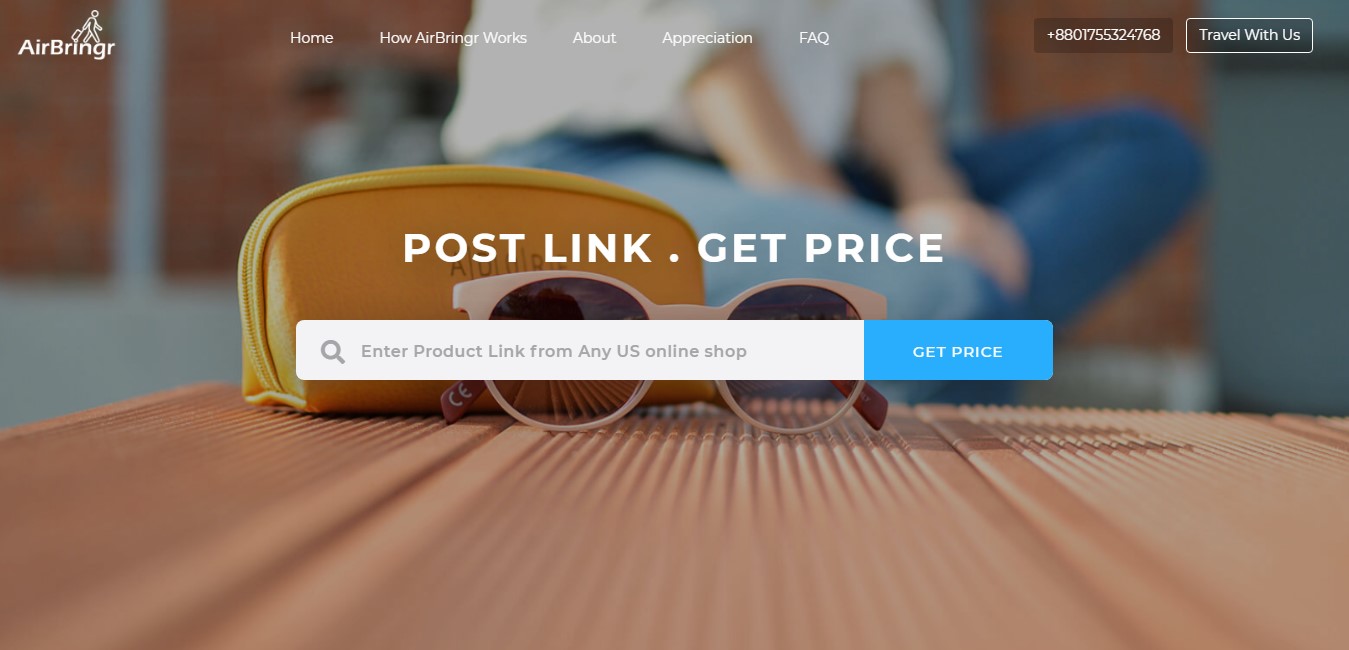 AirBringr
Home How AirBringr Works About Appreciation FAQ
+8801755324768 Travel With Us
POST LINK . GET PRICE
Enter Product Link from Any US online shop
GET PRICE
CE